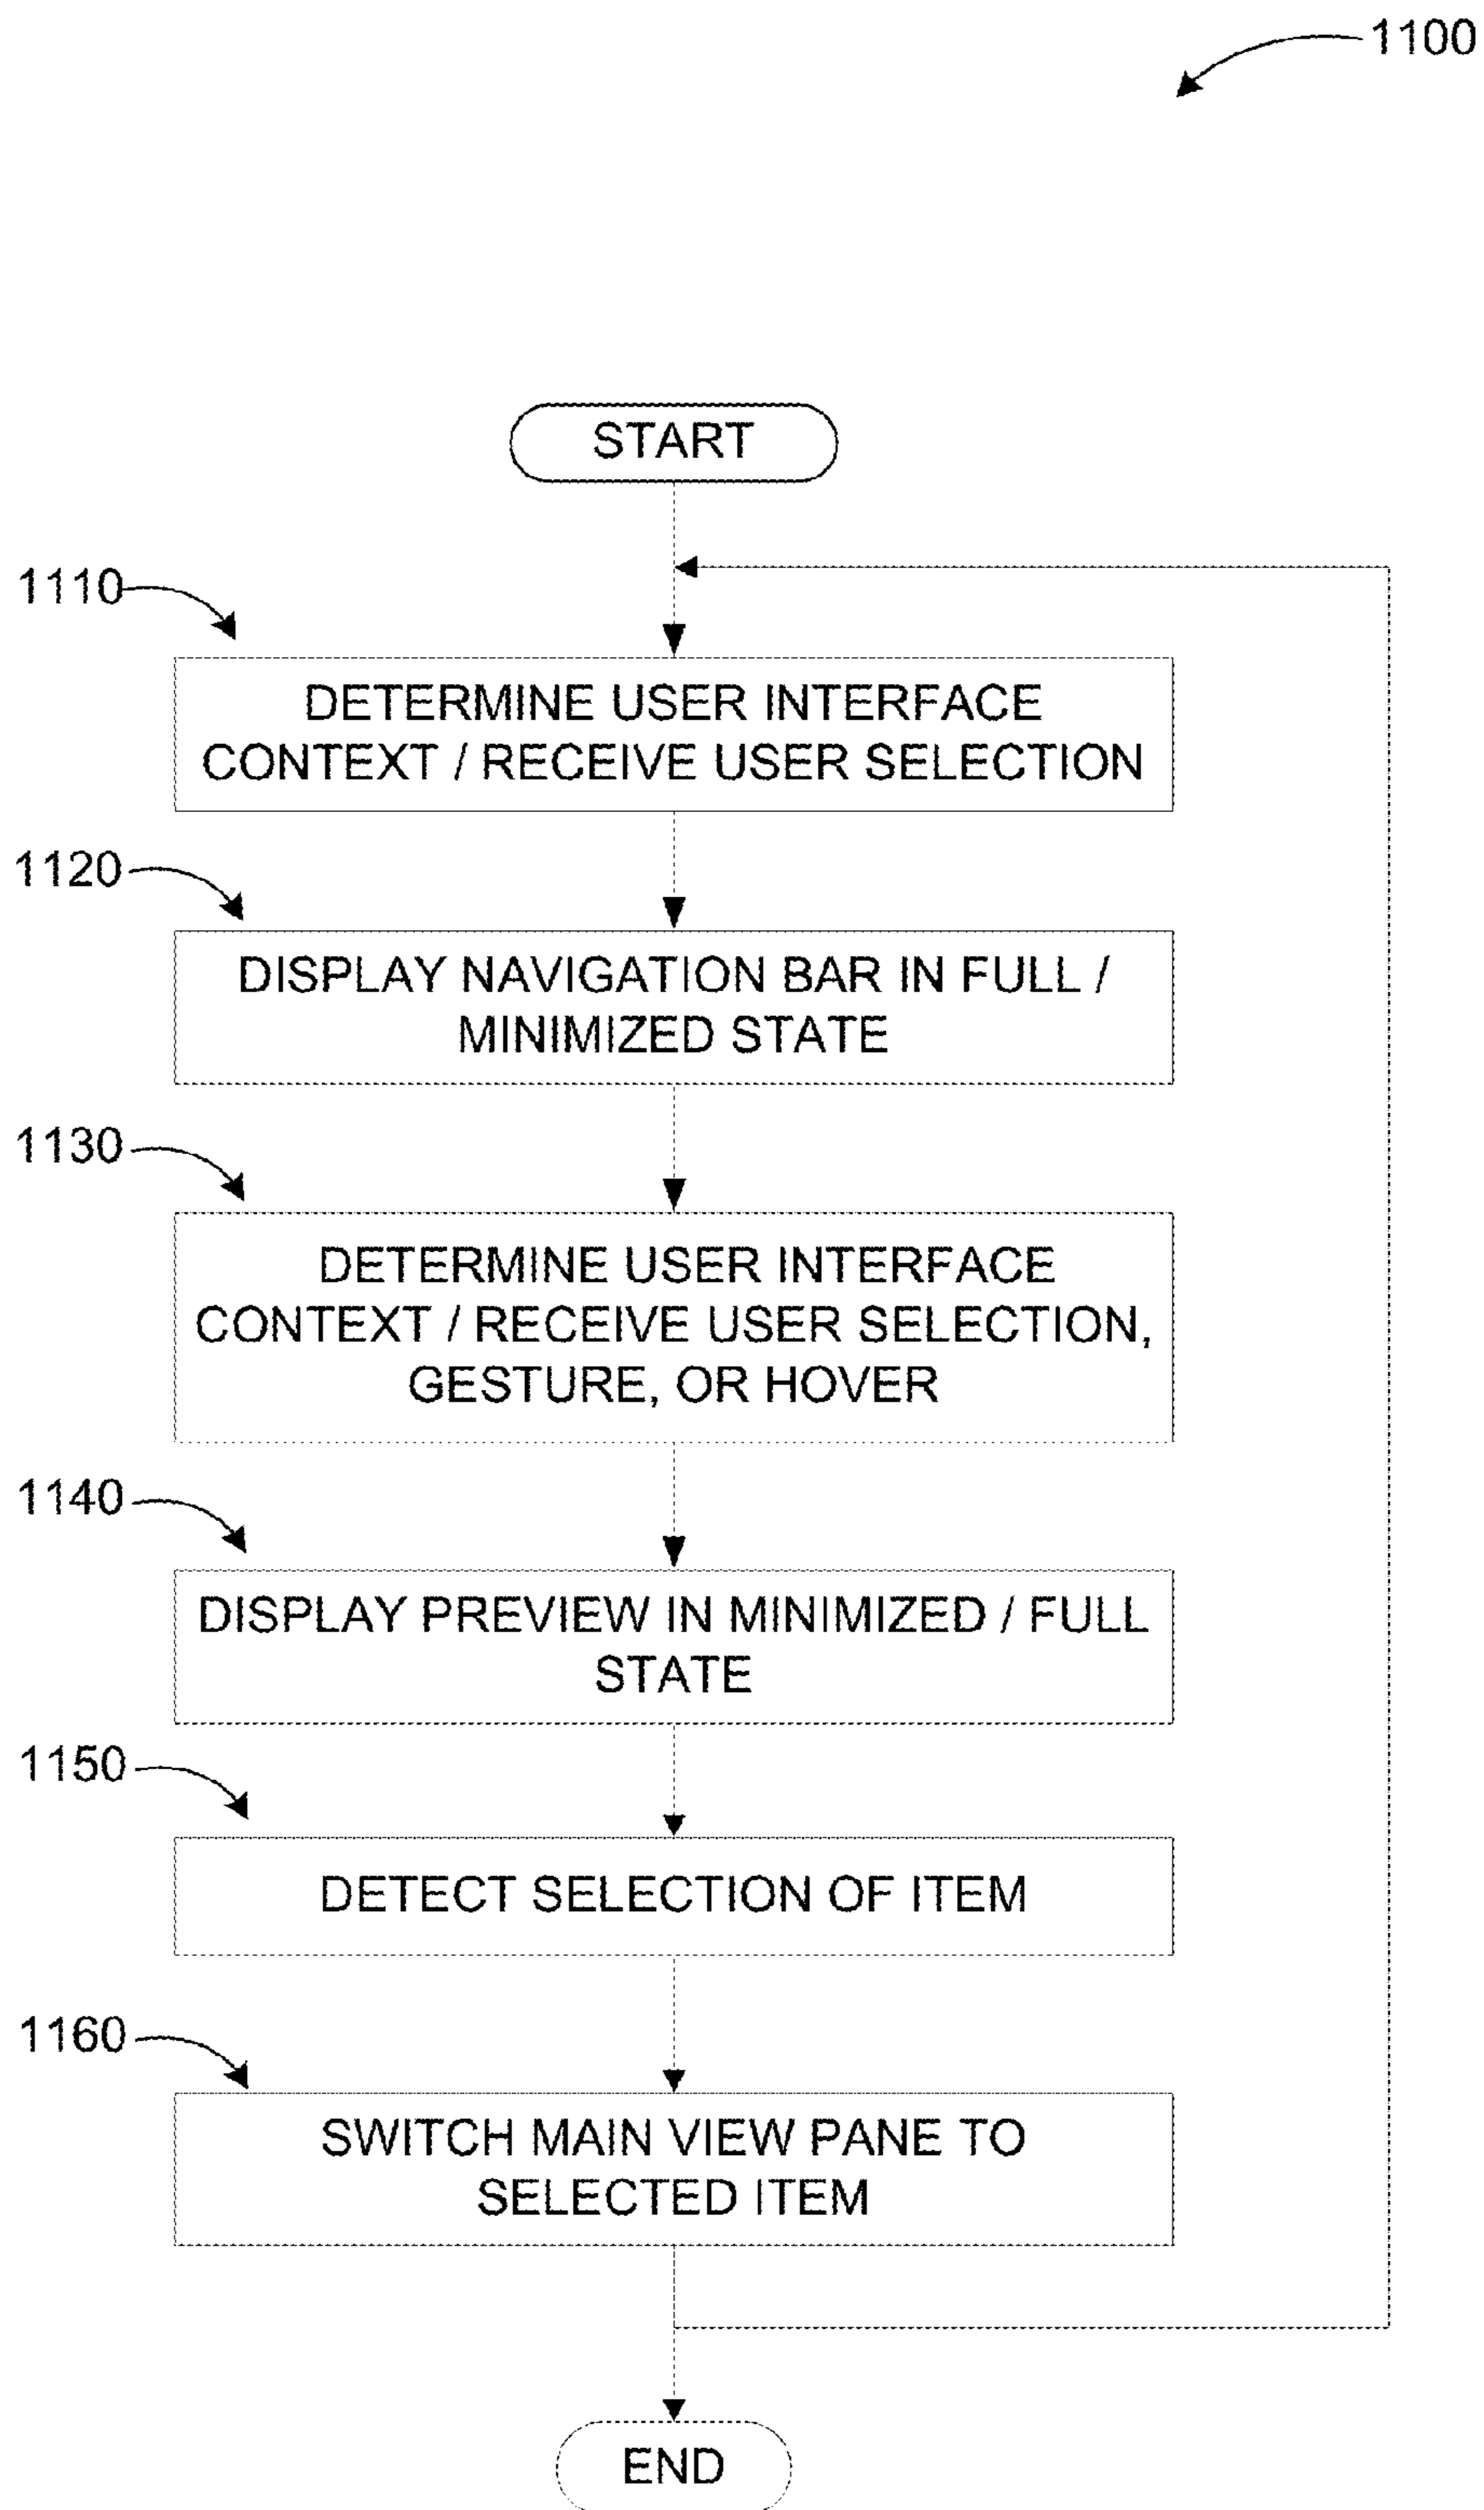 1100
START
1110
DETERMINE USER INTERFACE
CONTEXT / RECEIVE USER SELECTION
1120
DISPLAY NAVIGATION BAR IN FULL /
MINIMIZED STATE
1130
DETERMINE USER INTERFACE
CONTEXT / RECEIVE USER SELECTION,
GESTURE, OR HOVER
1140
DISPLAY PREVIEW IN MINIMIZED / FULL
STATE
1150
DETECT SELECTION OF ITEM
1160
SWITCH MAIN VIEW PANE TO
SELECTED ITEM
END